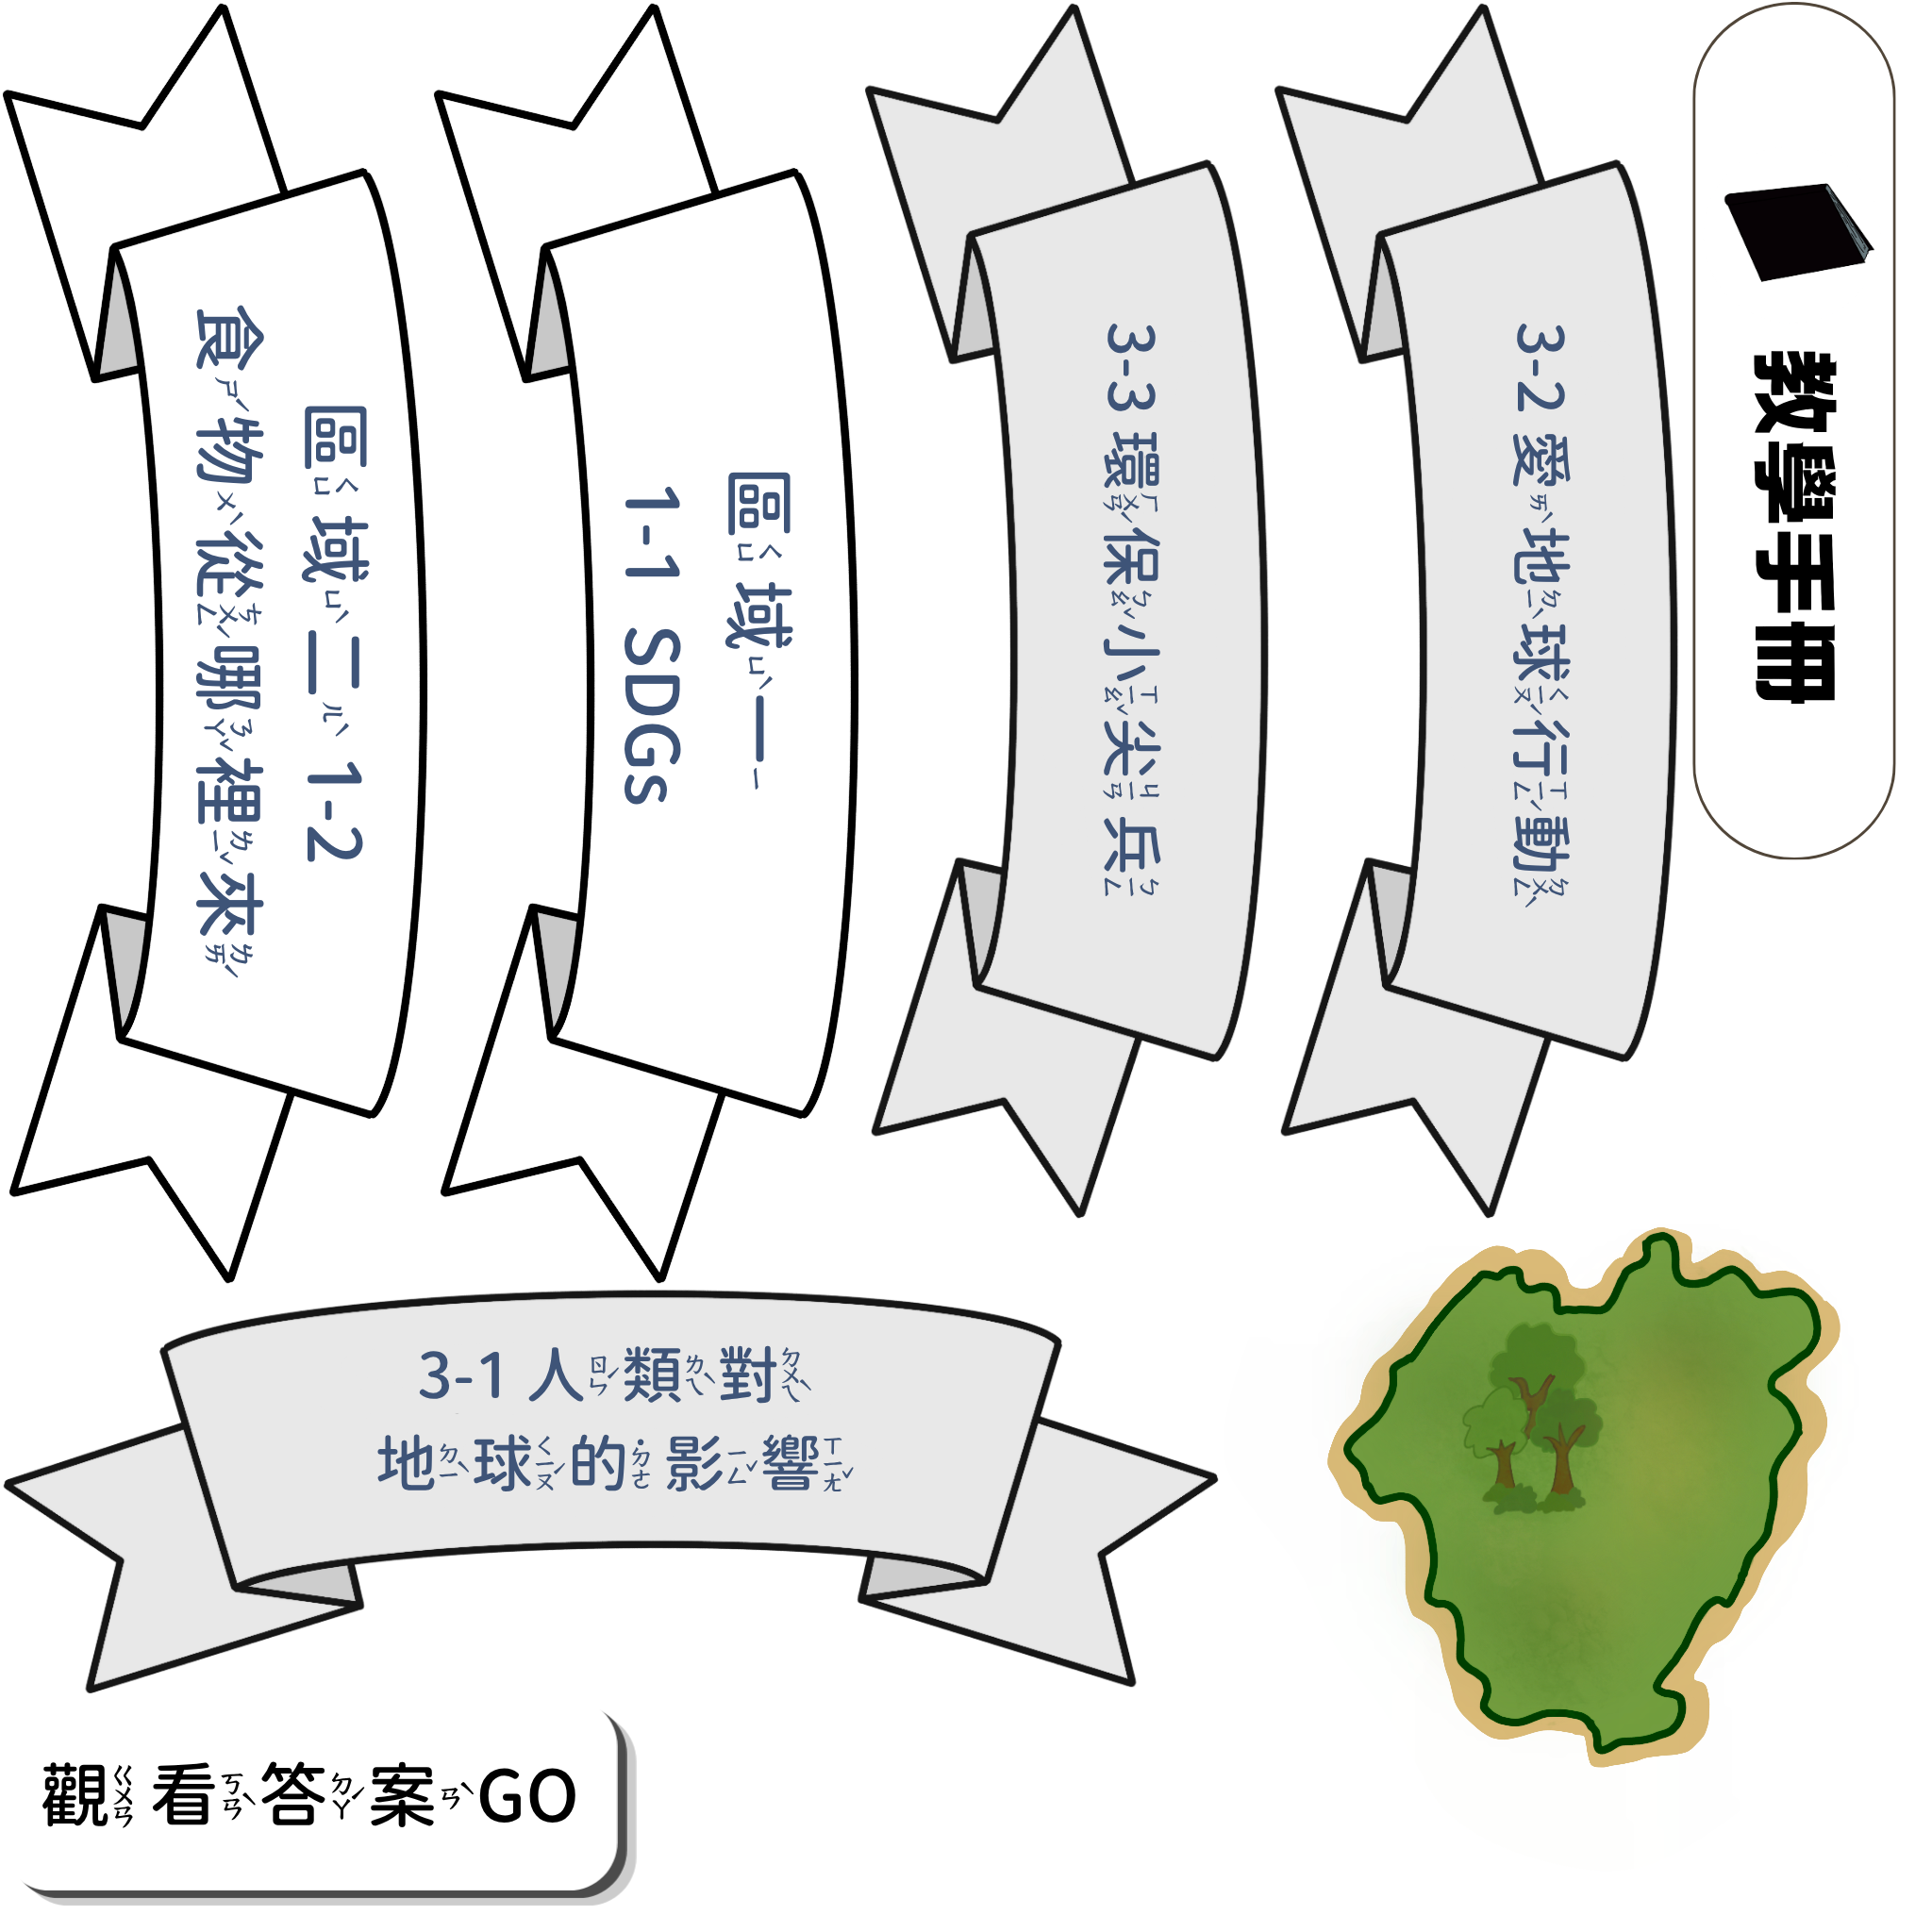 區域二 1-2
食物從哪裡來
區域一
1-1 SDGs
3-3 環保小尖兵
3-2 愛地球行動
教學手冊
3-1 人類對
地球的影響
觀看答案GO